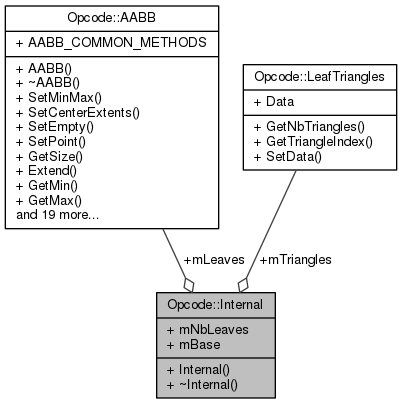 Opcode::AABB
+ AABB_COMMON_METHODS
+ AABB()
+ ~AABB()
+ SetMinMax()
+ SetCenterExtents()
+ SetEmpty()
+ SetPoint()
+ GetSize()
+ Extend()
+ GetMin()
+ GetMax()
and 19 more...
Opcode::LeafTriangles
+ Data
+ GetNbTriangles()
+ GetTriangleIndex()
+ SetData()
+mLeaves
+mTriangles
Opcode::Internal
+ mNbLeaves
+ mBase
+ Internal()
+ ~Internal()